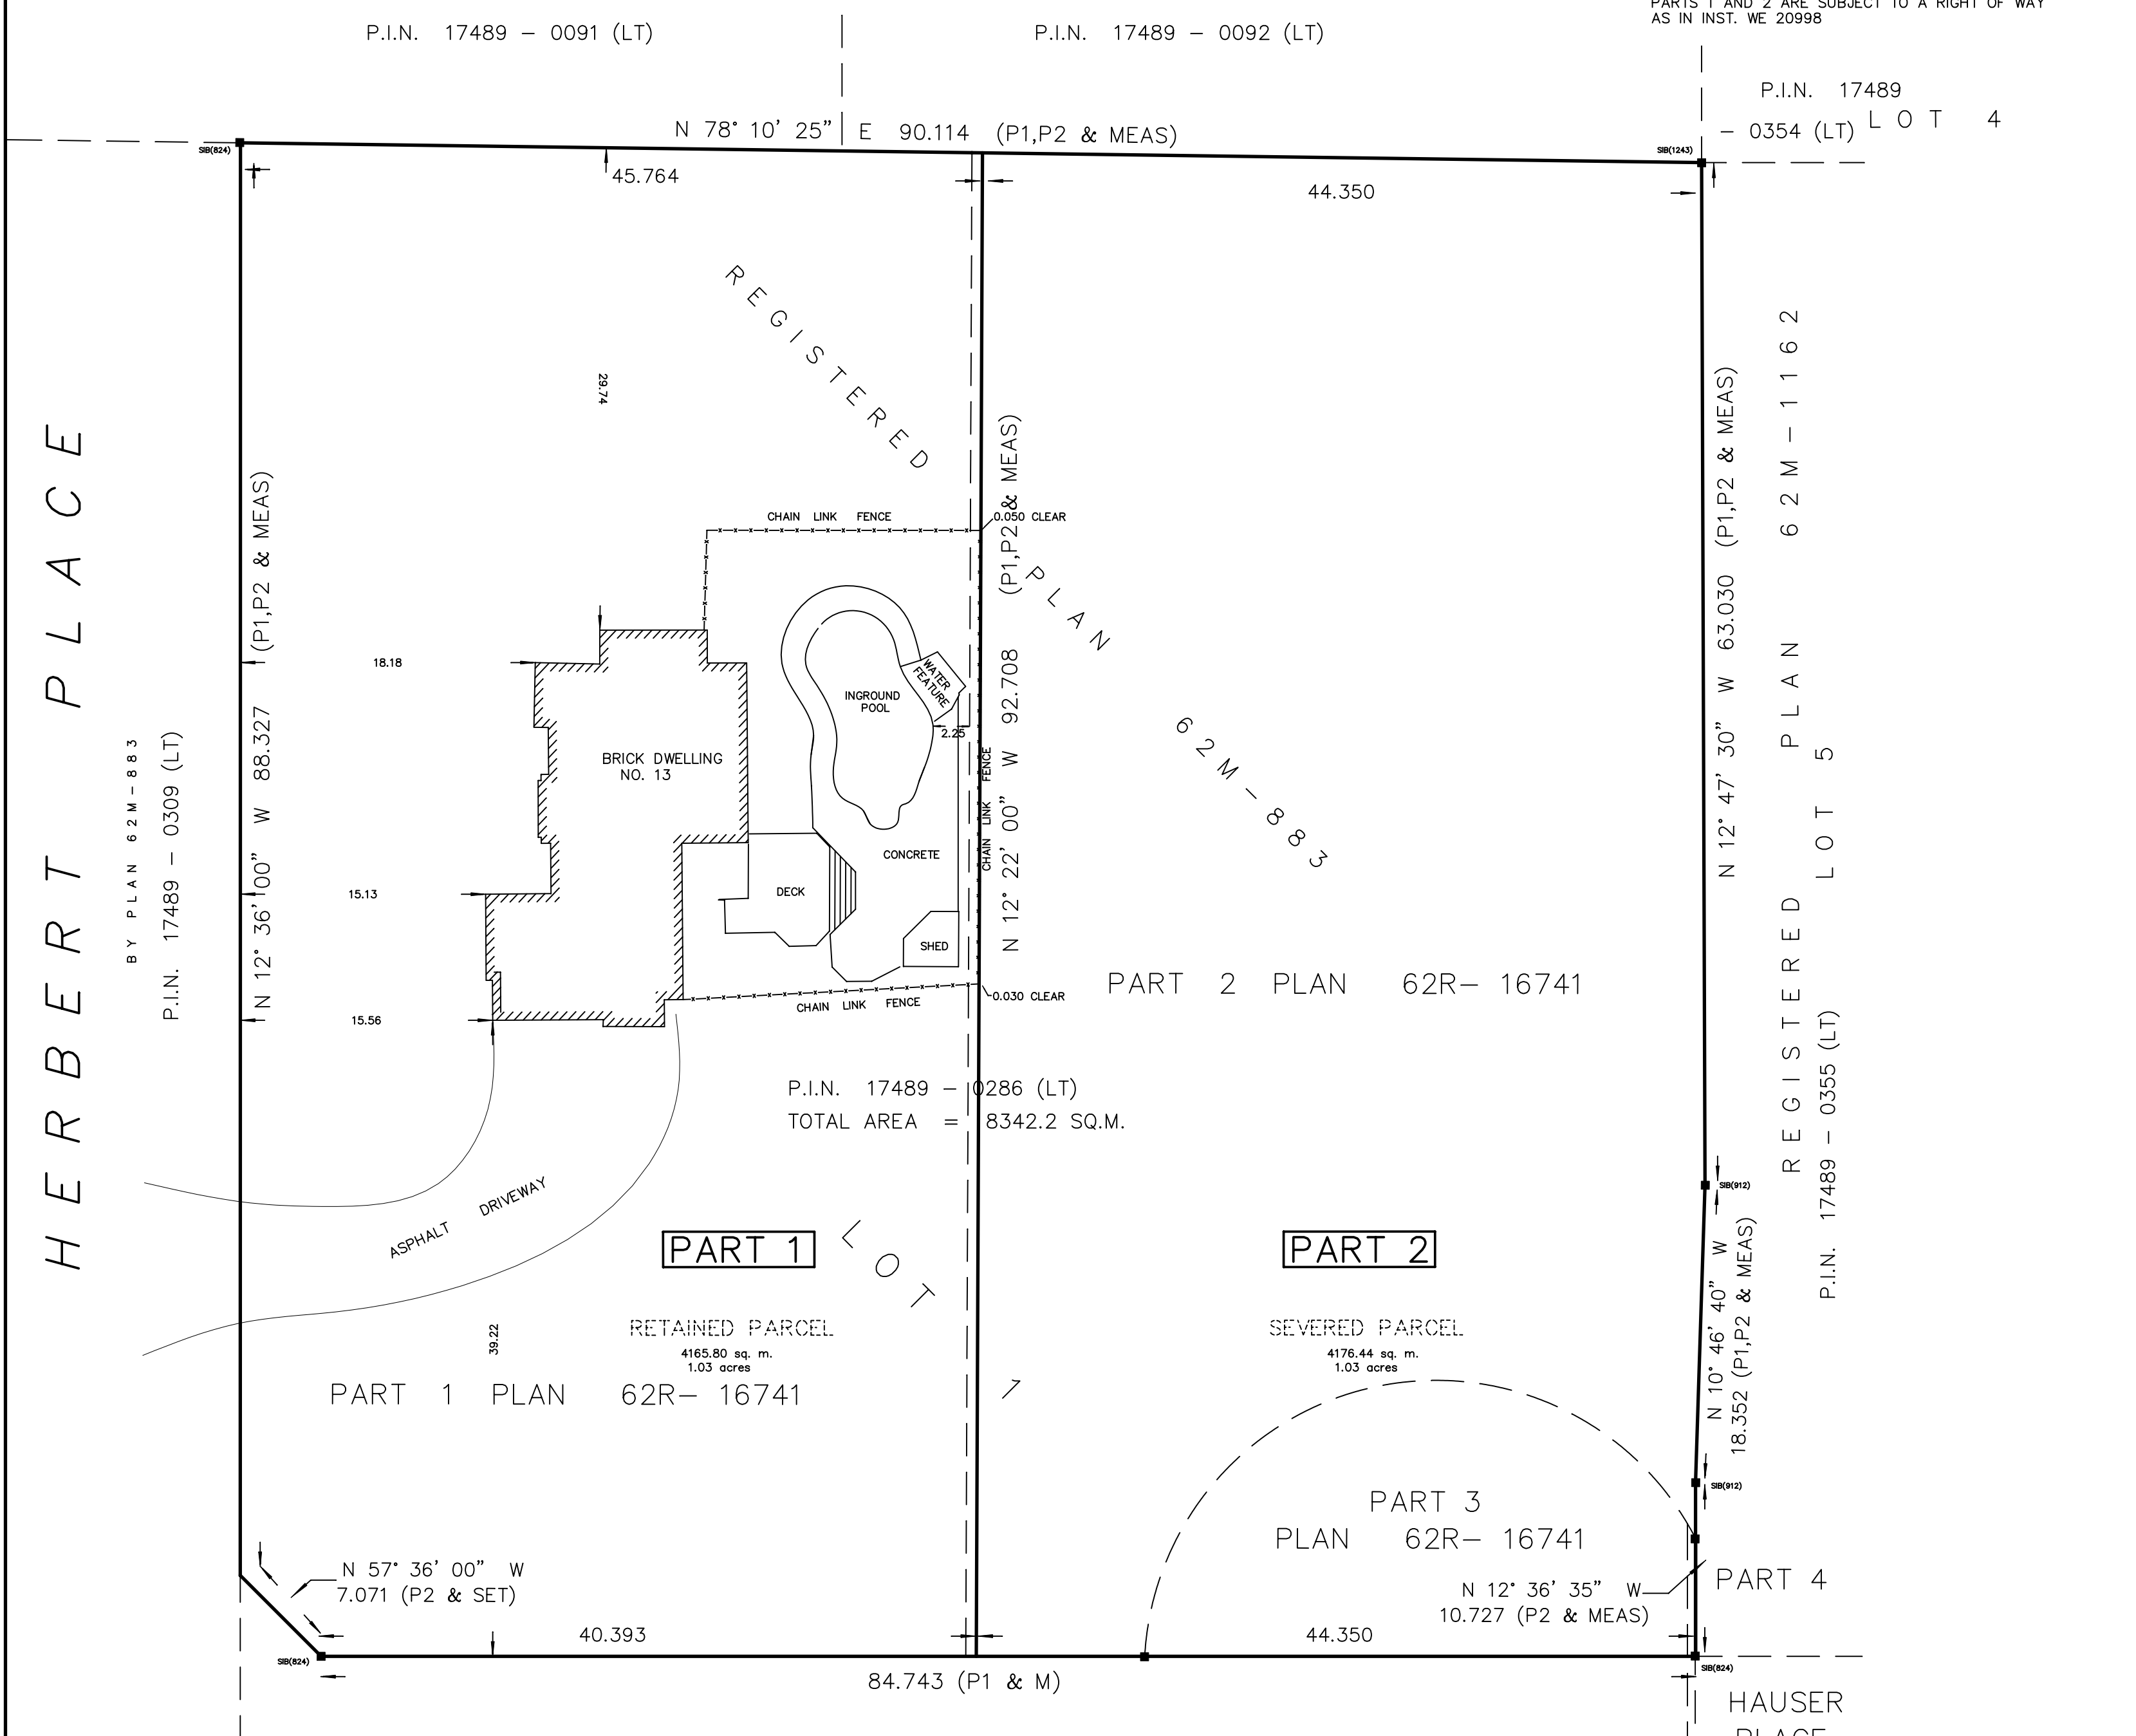 PARTS 1 AND 2 ARE SUBJECT TO A RIGHT OF WAY
AS IN INST. WE 20998
P.I.N. 17489 – 0091 (LT)
P.I.N. 17489 – 0092 (LT)
P.I.N. 17489
– 0354 (LT)
LOT 4
N 78° 10' 25" E 90.114 (P1,P2 & MEAS)
SIB(824)
SIB(1243)
45.764
44.350
REGISTERED
PLAN
62M-883
LOT
1
29.74
HERBERT PLACE
BY PLAN 62M-883
P.I.N. 17489 – 0309 (LT)
N 12° 36' 00" W 88.327 (P1,P2 & MEAS)
CHAIN LINK FENCE
0.050 CLEAR
18.18
15.13
15.56
BRICK DWELLING
NO. 13
INGROUND
POOL
WATER
FEATURE
2.25
CONCRETE
DECK
SHED
CHAIN LINK FENCE
CHAIN LINK FENCE
0.030 CLEAR
N 12° 22' 00" W 92.708 (P1,P2 & MEAS)
N 12° 47' 30" W 63.030 (P1,P2 & MEAS)
REGISTERED PLAN 62M-1162
LOT 5
P.I.N. 17489 – 0355 (LT)
PART 2 PLAN 62R– 16741
P.I.N. 17489 – 0286 (LT)
TOTAL AREA = 8342.2 SQ.M.
ASPHALT DRIVEWAY
SIB(912)
N 10° 46' 40" W
18.352 (P1,P2 & MEAS)
SIB(912)
PART 1
PART 2
39.22
RETAINED PARCEL
4165.80 sq. m.
1.03 acres
SEVERED PARCEL
4176.44 sq. m.
1.03 acres
PART 1 PLAN 62R– 16741
PART 3
PLAN 62R– 16741
N 12° 36' 35" W
10.727 (P2 & MEAS)
PART 4
N 57° 36' 00" W
7.071 (P2 & SET)
40.393
44.350
SIB(824)
SIB(824)
84.743 (P1 & M)
HAUSER
PLACE